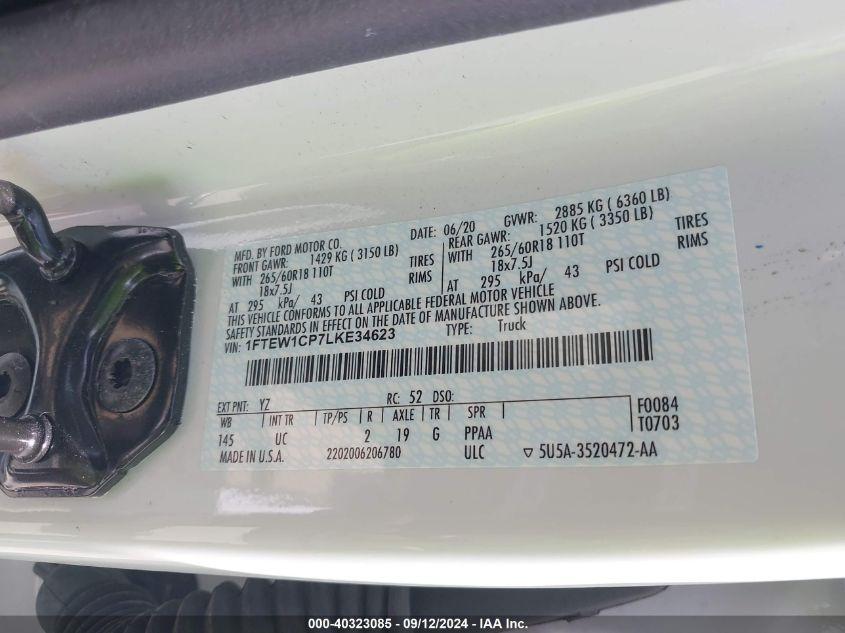 MFD. BY FORD MOTOR CO. DATE: 06/20 GVWR: 2885 KG ( 6360 LB)
FRONT GAWR: 1429 KG ( 3150 LB) REAR GAWR: 1520 KG ( 3350 LB)
WITH 265/60R18 110T TIRES WITH 265/60R18 110T TIRES
18x7.5J RIMS 18x7.5J RIMS
AT 295 kPa/ 43 PSI COLD AT 295 kPa/ 43 PSI COLD
THIS VEHICLE CONFORMS TO ALL APPLICABLE FEDERAL MOTOR VEHICLE
SAFETY STANDARDS IN EFFECT ON THE DATE OF MANUFACTURE SHOWN ABOVE.
VIN: 1FTEW1CP7LKE34623 TYPE: Truck
EXT PNT: YZ RC: 52 DSO: F0084
WB INT TR TP/PS R AXLE TR SPR T0703
145 UC 2 19 G PPAA
MADE IN U.S.A. 2202006206780 ULC ▽ 5U5A-3520472-AA
000-40323085 - 09/12/2024 - IAA Inc.